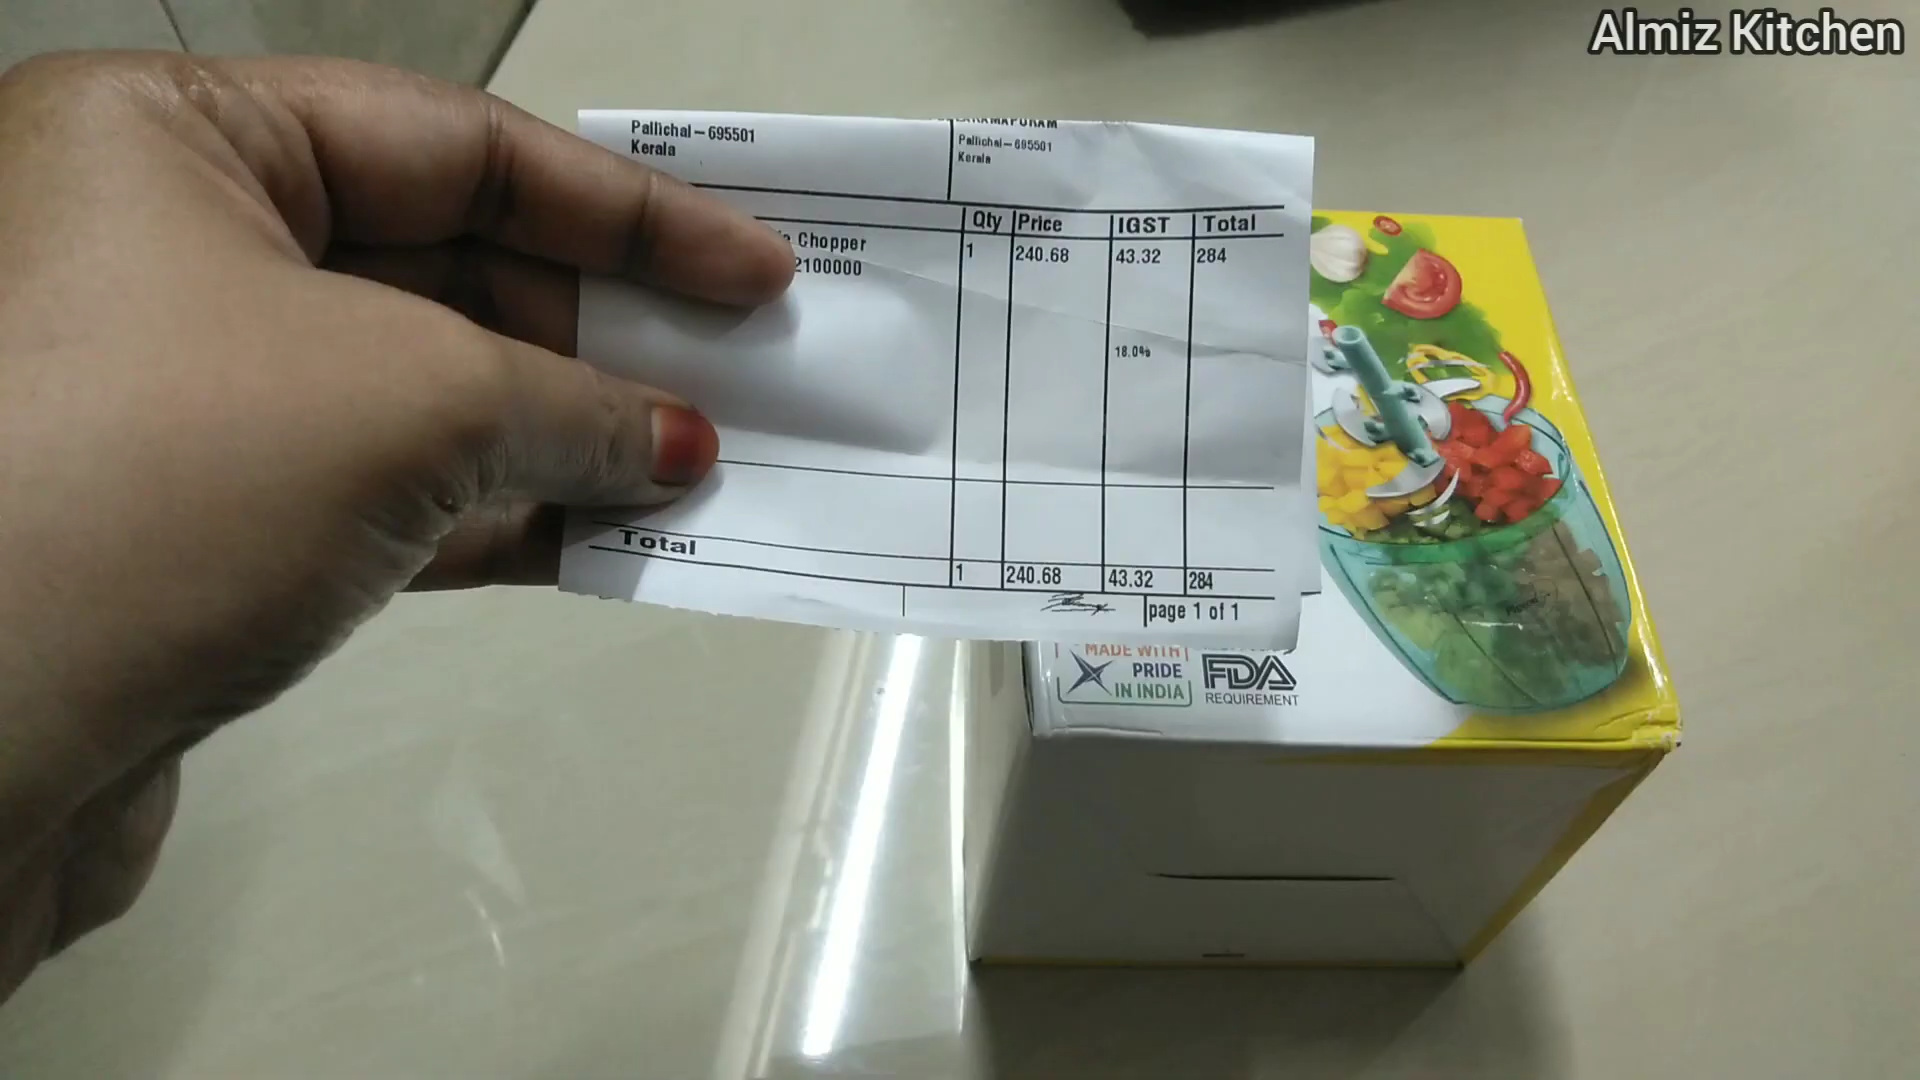 Almiz Kitchen
Pallichal-695501
Kerala
Pallichal-695501
Kerala
Qty Price IGST Total
Chopper 1 240.68 43.32 284
2100000
18.0%
Total
1 240.68 43.32 284
page 1 of 1
MADE WITH
PRIDE
IN INDIA
FDA
REQUIREMENT